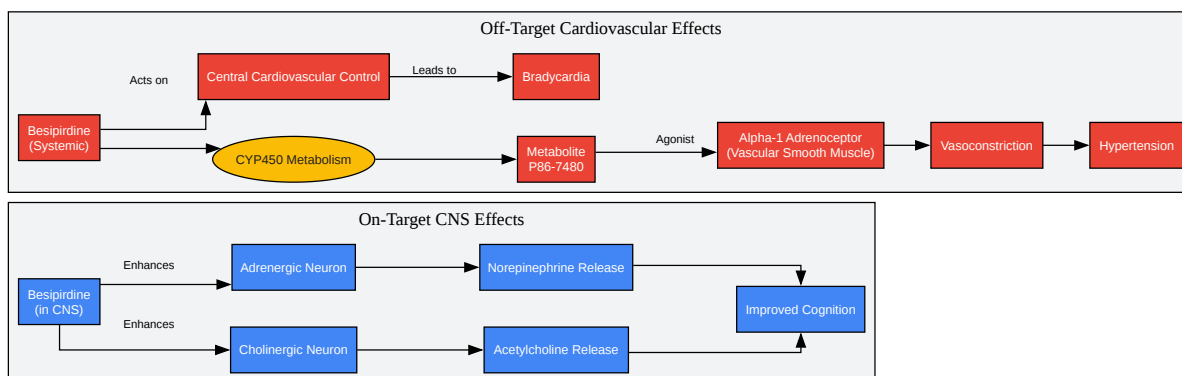 Off-Target Cardiovascular Effects
Acts on
Central Cardiovascular Control
Leads to
Bradycardia
Besipirdine
(Systemic)
CYP450 Metabolism
Metabolite
P86-7480
Agonist
Alpha-1 Adrenoceptor
(Vascular Smooth Muscle)
Vasoconstriction
Hypertension
On-Target CNS Effects
Besipirdine
(in CNS)
Enhances
Adrenergic Neuron
Norepinephrine Release
Enhances
Cholinergic Neuron
Acetylcholine Release
Improved Cognition